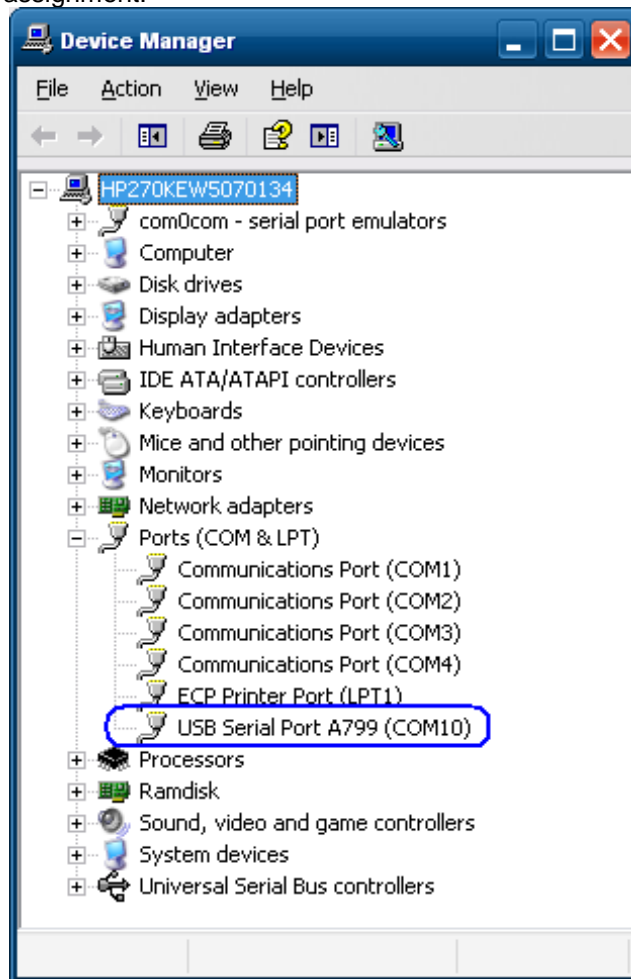 assignment.
Device Manager
File Action View Help
HP270KEW5070134
com0com - serial port emulators
Computer
Disk drives
Display adapters
Human Interface Devices
IDE ATA/ATAPI controllers
Keyboards
Mice and other pointing devices
Monitors
Network adapters
Ports (COM & LPT)
Communications Port (COM1)
Communications Port (COM2)
Communications Port (COM3)
Communications Port (COM4)
ECP Printer Port (LPT1)
USB Serial Port A799 (COM10)
Processors
Ramdisk
Sound, video and game controllers
System devices
Universal Serial Bus controllers